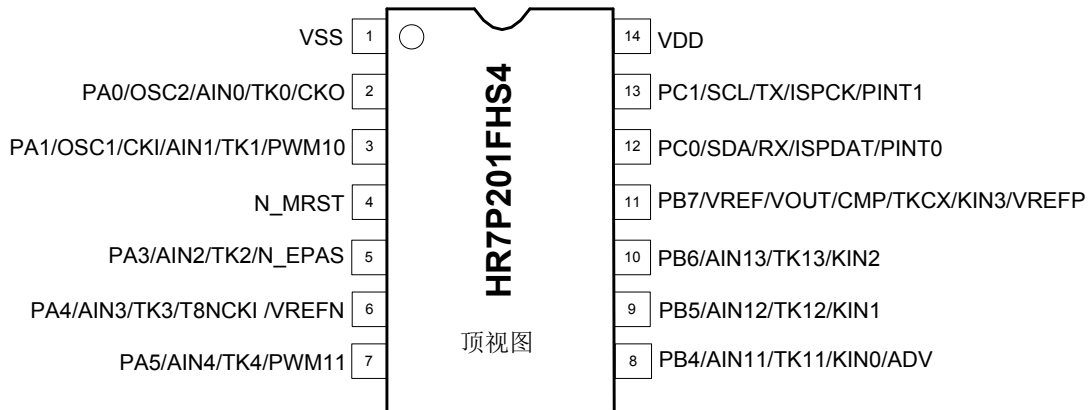 VSS 1
14 VDD
PA0/OSC2/AIN0/TK0/CKO 2
13 PC1/SCL/TX/ISPCK/PINT1
PA1/OSC1/CKI/AIN1/TK1/PWM10 3
12 PC0/SDA/RX/ISPDAT/PINT0
N_MRST 4
11 PB7/VREF/VOUT/CMP/TKCX/KIN3/VREFP
PA3/AIN2/TK2/N_EPAS 5
10 PB6/AIN13/TK13/KIN2
PA4/AIN3/TK3/T8NCKI /VREFN 6
9 PB5/AIN12/TK12/KIN1
PA5/AIN4/TK4/PWM11 7
8 PB4/AIN11/TK11/KIN0/ADV
HR7P201FHS4
顶视图